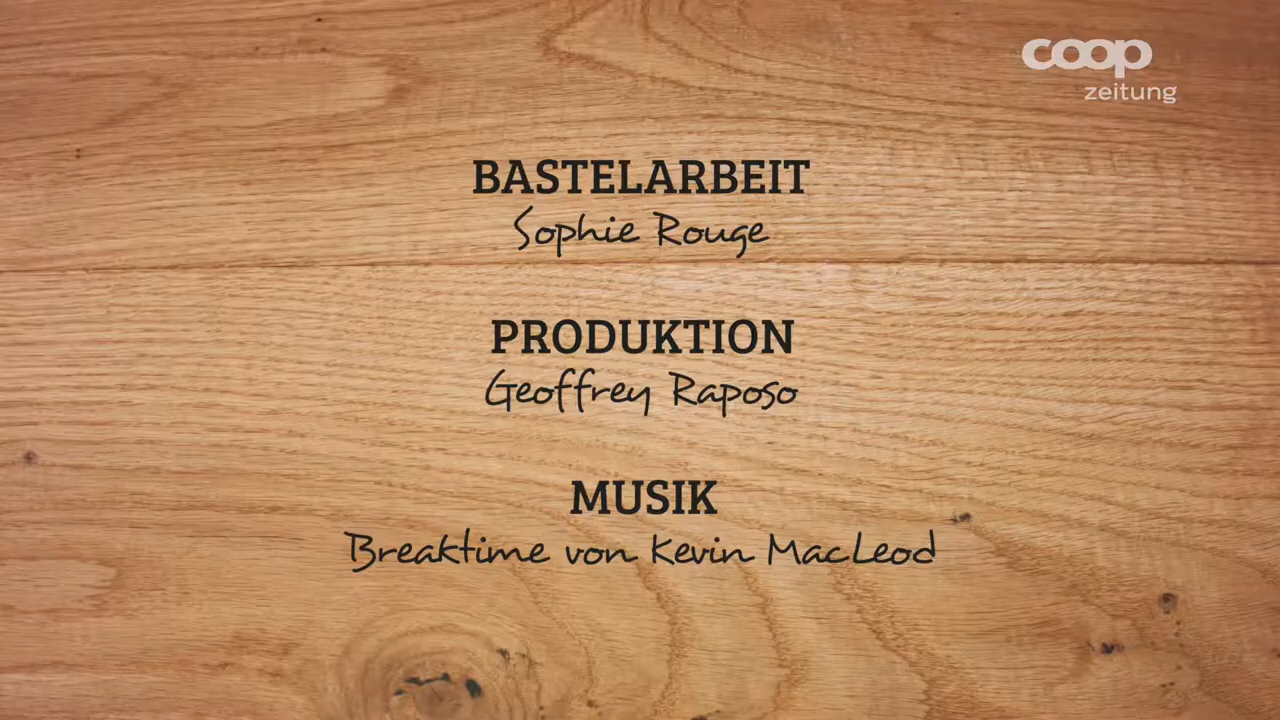 coop
zeitung
BASTELARBEIT
Sophie Rouge
PRODUKTION
Geoffrey Raposo
MUSIK
Breaktime von Kevin MacLeod